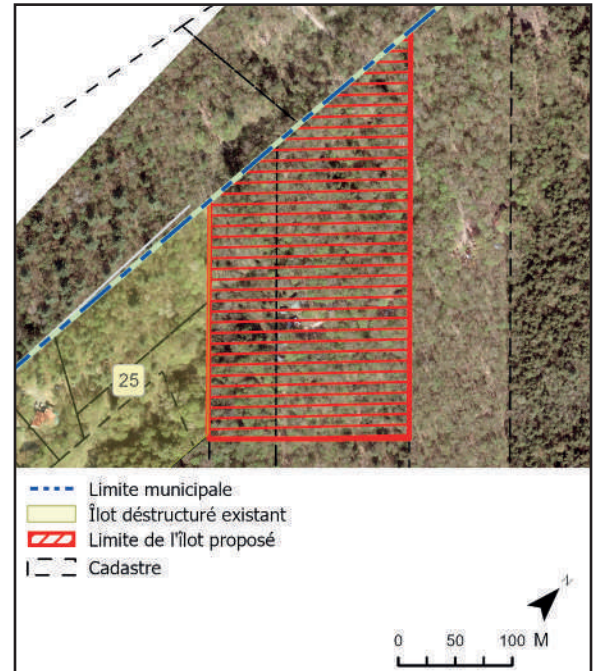 25
Limite municipale
Îlot déstructuré existant
Limite de l'îlot proposé
Cadastre
N
0 50 100 M